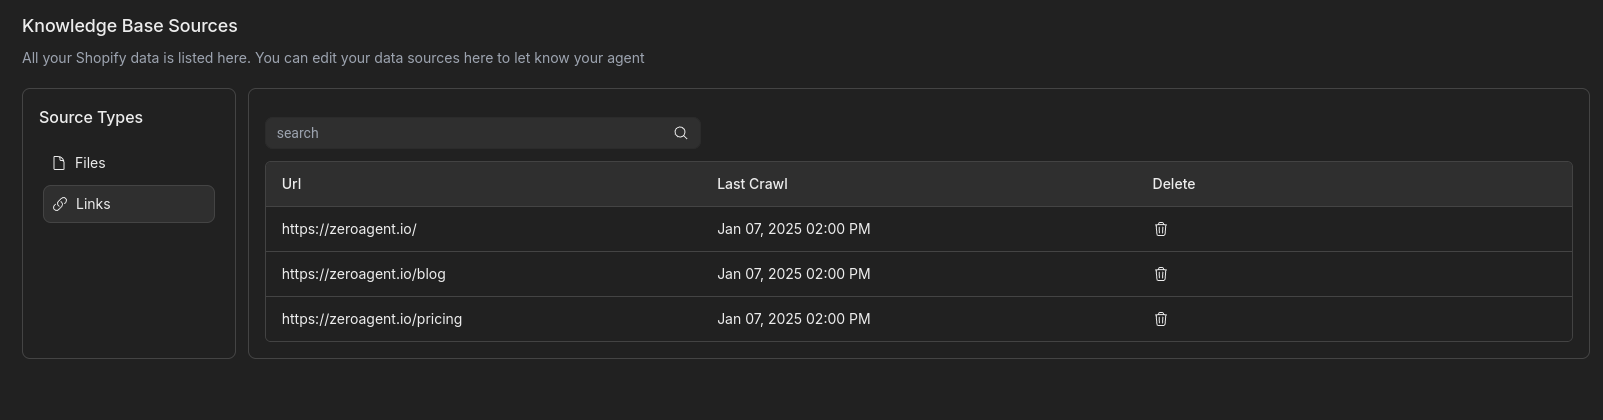 Knowledge Base Sources
All your Shopify data is listed here. You can edit your data sources here to let know your agent
Source Types
Files
Links
search
Url Last Crawl Delete
https://zeroagent.io/ Jan 07, 2025 02:00 PM
https://zeroagent.io/blog Jan 07, 2025 02:00 PM
https://zeroagent.io/pricing Jan 07, 2025 02:00 PM